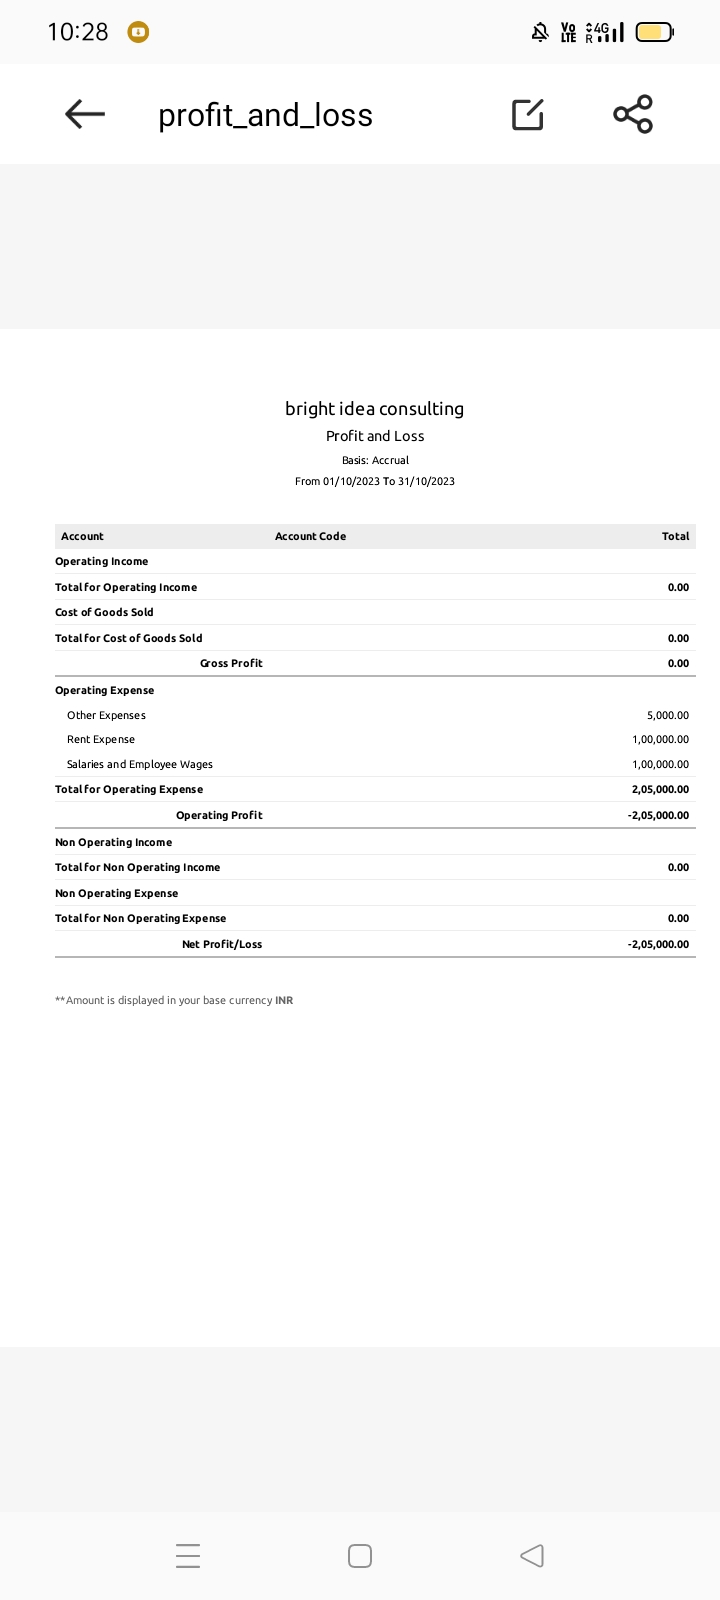 10:28
Vo LTE 4G R
profit_and_loss
bright idea consulting
Profit and Loss
Basis: Accrual
From 01/10/2023 To 31/10/2023
Account Account Code Total
Operating Income
Total for Operating Income 0.00
Cost of Goods Sold
Total for Cost of Goods Sold 0.00
Gross Profit 0.00
Operating Expense
Other Expenses 5,000.00
Rent Expense 1,00,000.00
Salaries and Employee Wages 1,00,000.00
Total for Operating Expense 2,05,000.00
Operating Profit -2,05,000.00
Non Operating Income
Total for Non Operating Income 0.00
Non Operating Expense
Total for Non Operating Expense 0.00
Net Profit/Loss -2,05,000.00
**Amount is displayed in your base currency INR